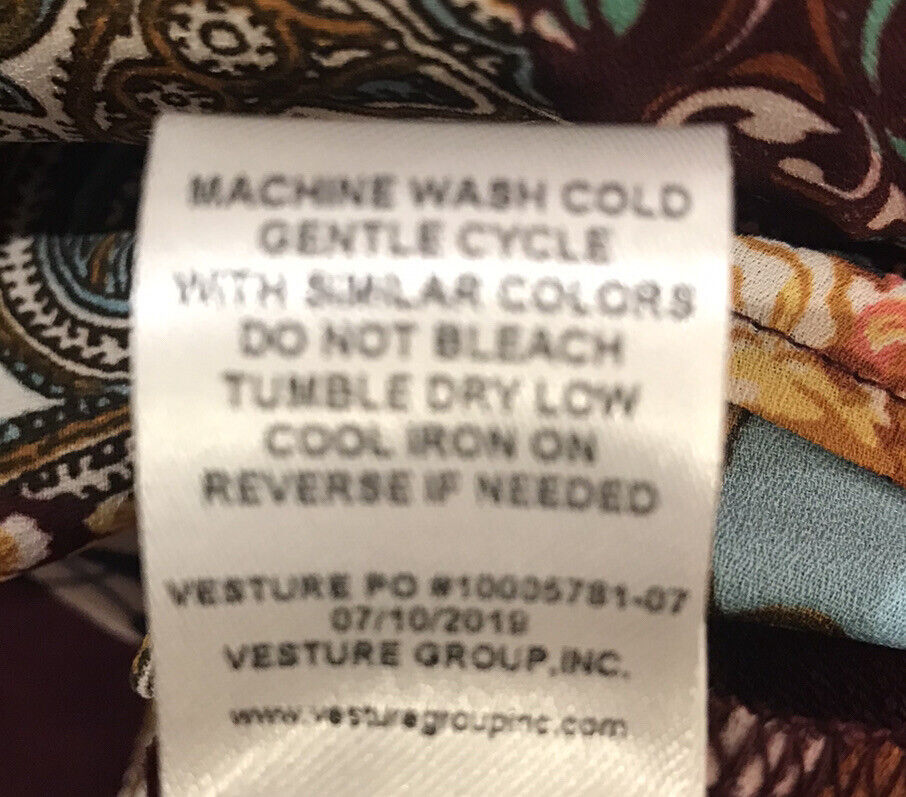 MACHINE WASH COLD
GENTLE CYCLE
WITH SIMILAR COLORS
DO NOT BLEACH
TUMBLE DRY LOW
COOL IRON ON
REVERSE IF NEEDED
VESTURE PO #10005781-07
07/10/2019
VESTURE GROUP,INC.
www.vesturegroupinc.com